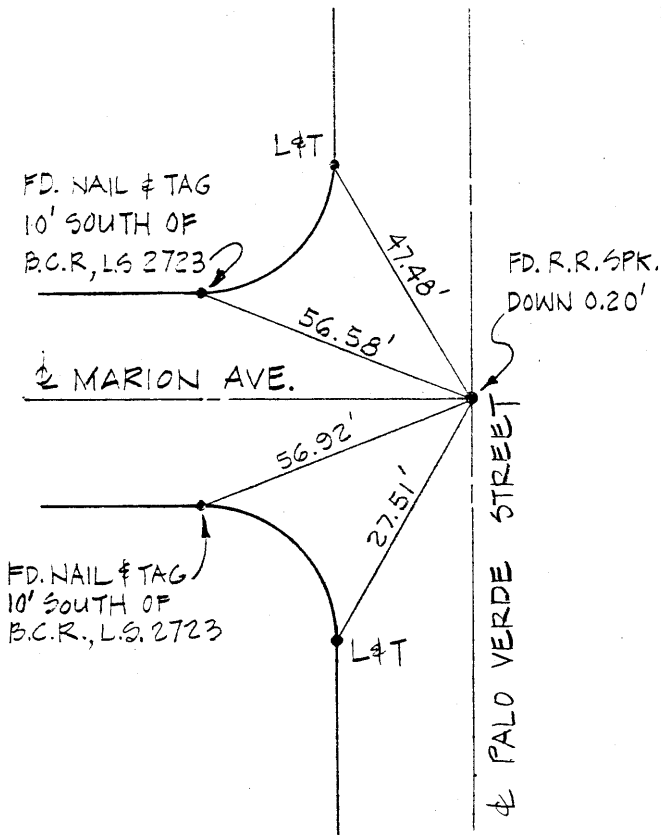 L&T
FD. NAIL & TAG
10' SOUTH OF
B.C.R, LS 2723
47.48'
FD. R.R. SPK.
DOWN 0.20'
56.58'
℄ MARION AVE.
56.92'
27.51'
FD. NAIL & TAG
10' SOUTH OF
B.C.R., L.S. 2723
L&T
℄ PALO VERDE STREET